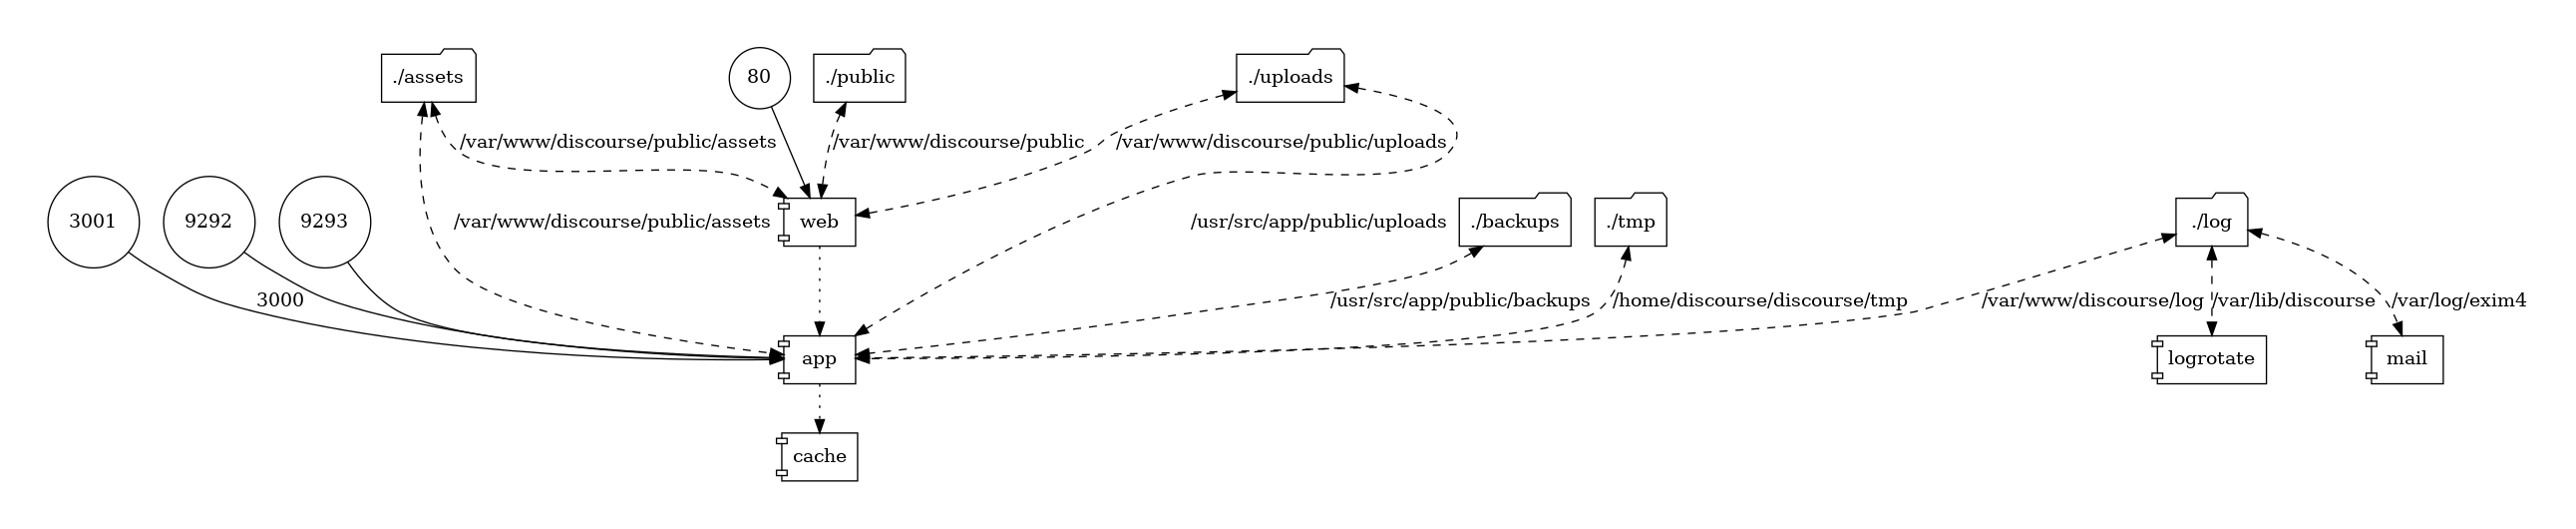 ./assets
80
./public
./uploads
/var/www/discourse/public/assets
/var/www/discourse/public
/var/www/discourse/public/uploads
3001
9292
9293
/var/www/discourse/public/assets
web
/usr/src/app/public/uploads
./backups
./tmp
./log
3000
/usr/src/app/public/backups
/home/discourse/discourse/tmp
/var/www/discourse/log
/var/lib/discourse
/var/log/exim4
app
logrotate
mail
cache